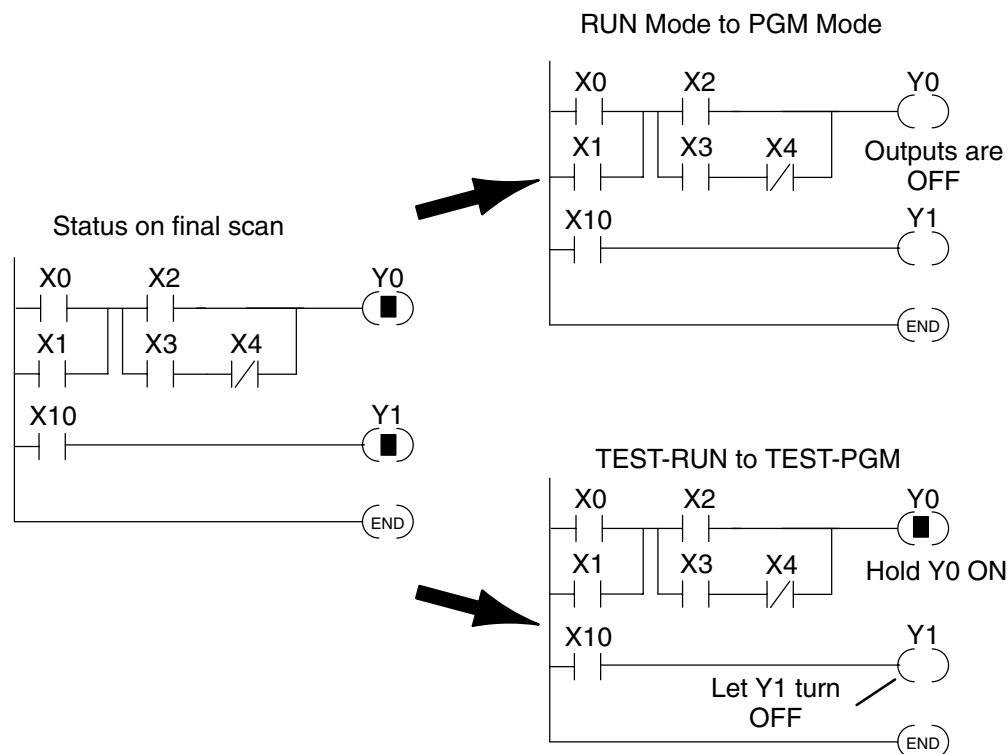 RUN Mode to PGM Mode
X0 X2 Y0
X1 X3 X4 Outputs are
OFF
X10 Y1
END
Status on final scan
X0 X2 Y0
X1 X3 X4
X10 Y1
END
TEST-RUN to TEST-PGM
X0 X2 Y0
X1 X3 X4 Hold Y0 ON
X10 Y1
Let Y1 turn
OFF
END